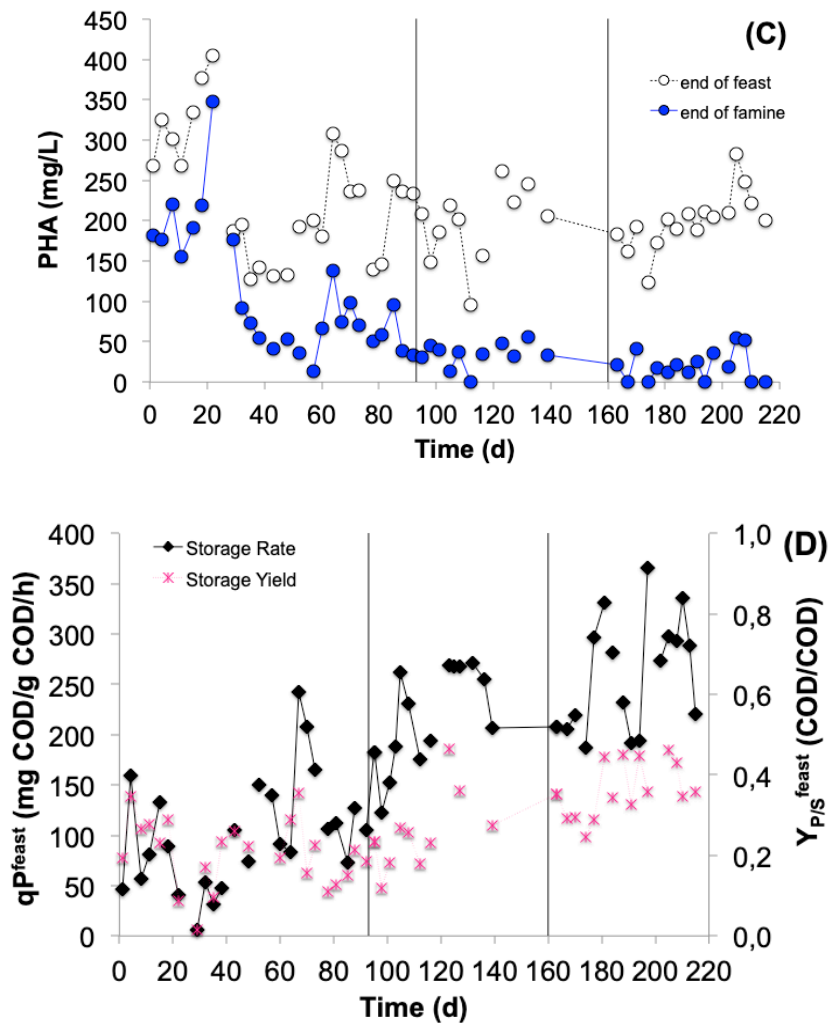 (C)
450
400
350
300
250
200
150
100
50
0
PHA (mg/L)
end of feast
end of famine
0 20 40 60 80 100 120 140 160 180 200 220
Time (d)
(D)
400
350
300
250
200
150
100
50
0
qPfeast (mg COD/g COD/h)
Storage Rate
Storage Yield
1,0
0,8
0,6
0,4
0,2
0,0
YP/Sfeast (COD/COD)
0 20 40 60 80 100 120 140 160 180 200 220
Time (d)